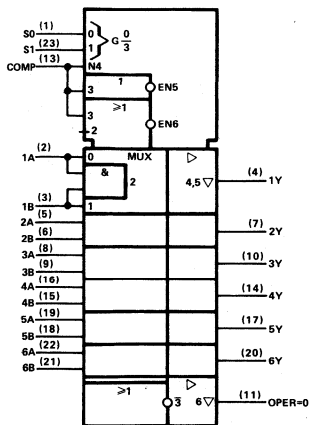 S0 (1) 0
S1 (23) 1 } G 0/3
COMP (13) N4
3 1 EN5
≥1
3 EN6
2
1A (2) 0 MUX ▷
& 2 4,5 ▽ (4) 1Y
1B (3) 1
2A (5)
(7) 2Y
2B (6)
3A (8)
(10) 3Y
3B (9)
4A (16)
(14) 4Y
4B (15)
5A (19)
(17) 5Y
5B (18)
6A (22)
(20) 6Y
6B (21)
≥1 ▷
3̅ 6 ▽ (11) OPER=0